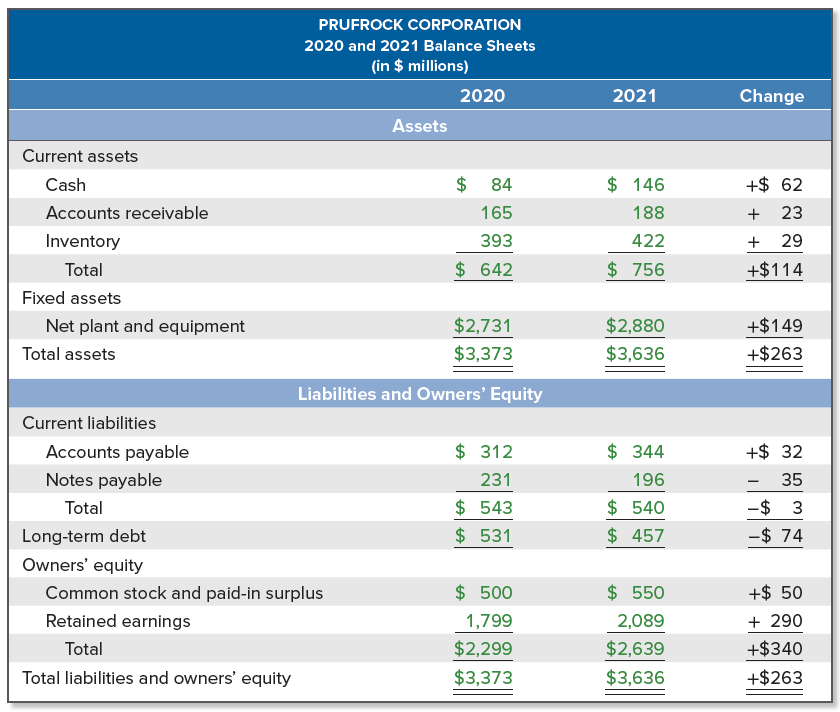 PRUFROCK CORPORATION
2020 and 2021 Balance Sheets
(in $ millions)
2020 2021 Change
Assets
Current assets
Cash $ 84 $ 146 +$ 62
Accounts receivable 165 188 + 23
Inventory 393 422 + 29
Total $ 642 $ 756 +$114
Fixed assets
Net plant and equipment $2,731 $2,880 +$149
Total assets $3,373 $3,636 +$263
Liabilities and Owners’ Equity
Current liabilities
Accounts payable $ 312 $ 344 +$ 32
Notes payable 231 196 − 35
Total $ 543 $ 540 −$ 3
Long-term debt $ 531 $ 457 −$ 74
Owners’ equity
Common stock and paid-in surplus $ 500 $ 550 +$ 50
Retained earnings 1,799 2,089 + 290
Total $2,299 $2,639 +$340
Total liabilities and owners’ equity $3,373 $3,636 +$263